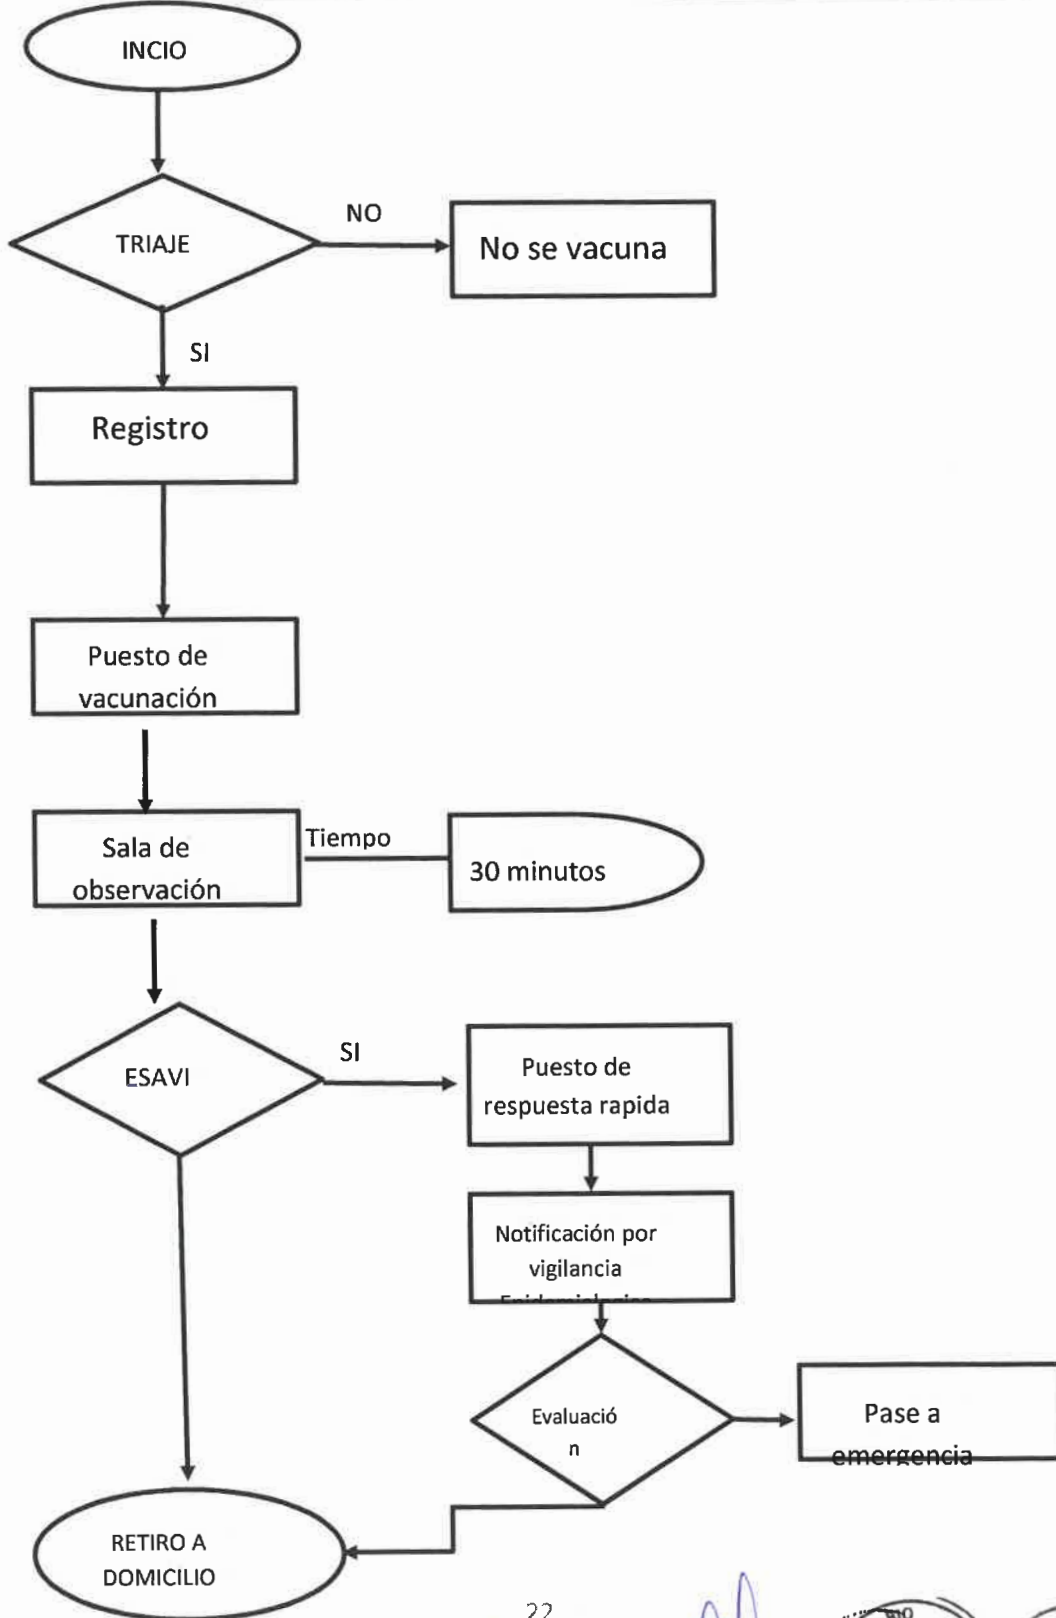 INCIO
TRIAJE
NO
No se vacuna
SI
Registro
Puesto de
vacunación
Sala de
observación
Tiempo
30 minutos
ESAVI
SI
Puesto de
respuesta rapida
Notificación por
vigilancia
Evaluació
n
Pase a
emergencia
RETIRO A
DOMICILIO
22